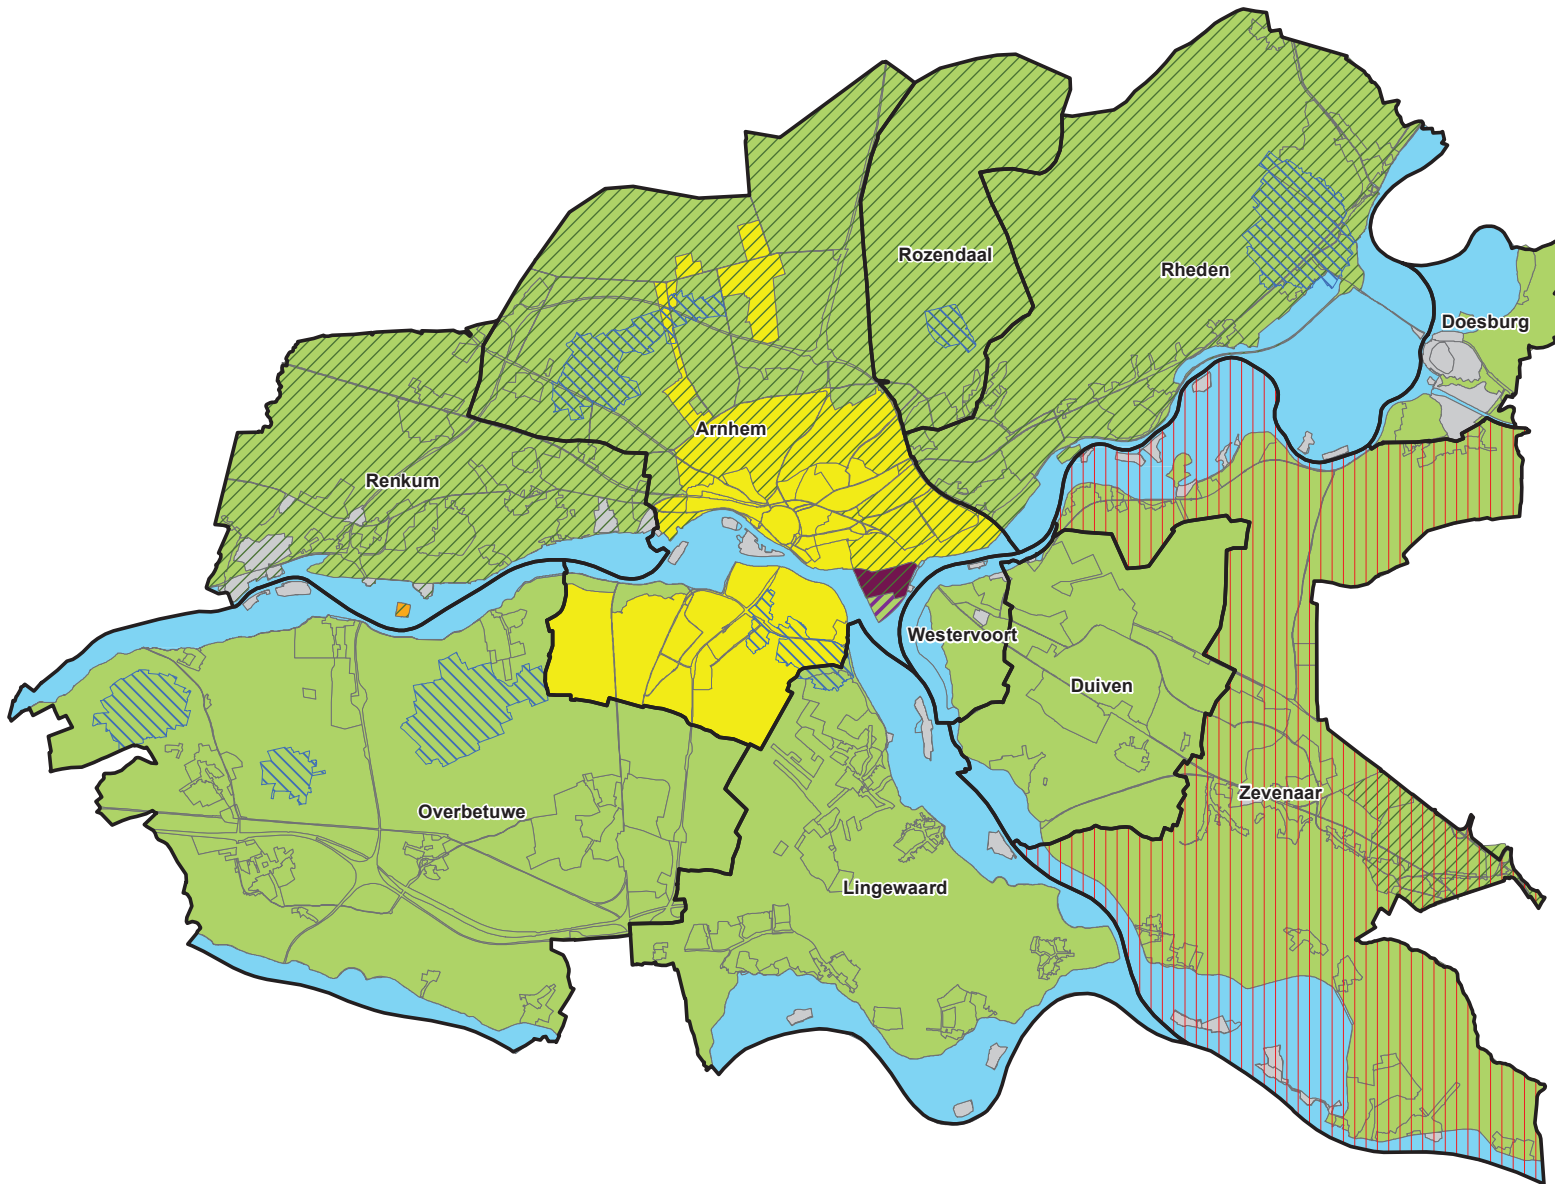 Rozendaal
Rheden
Doesburg
Arnhem
Renkum
Westervoort
Duiven
Zevenaar
Overbetuwe
Lingewaard